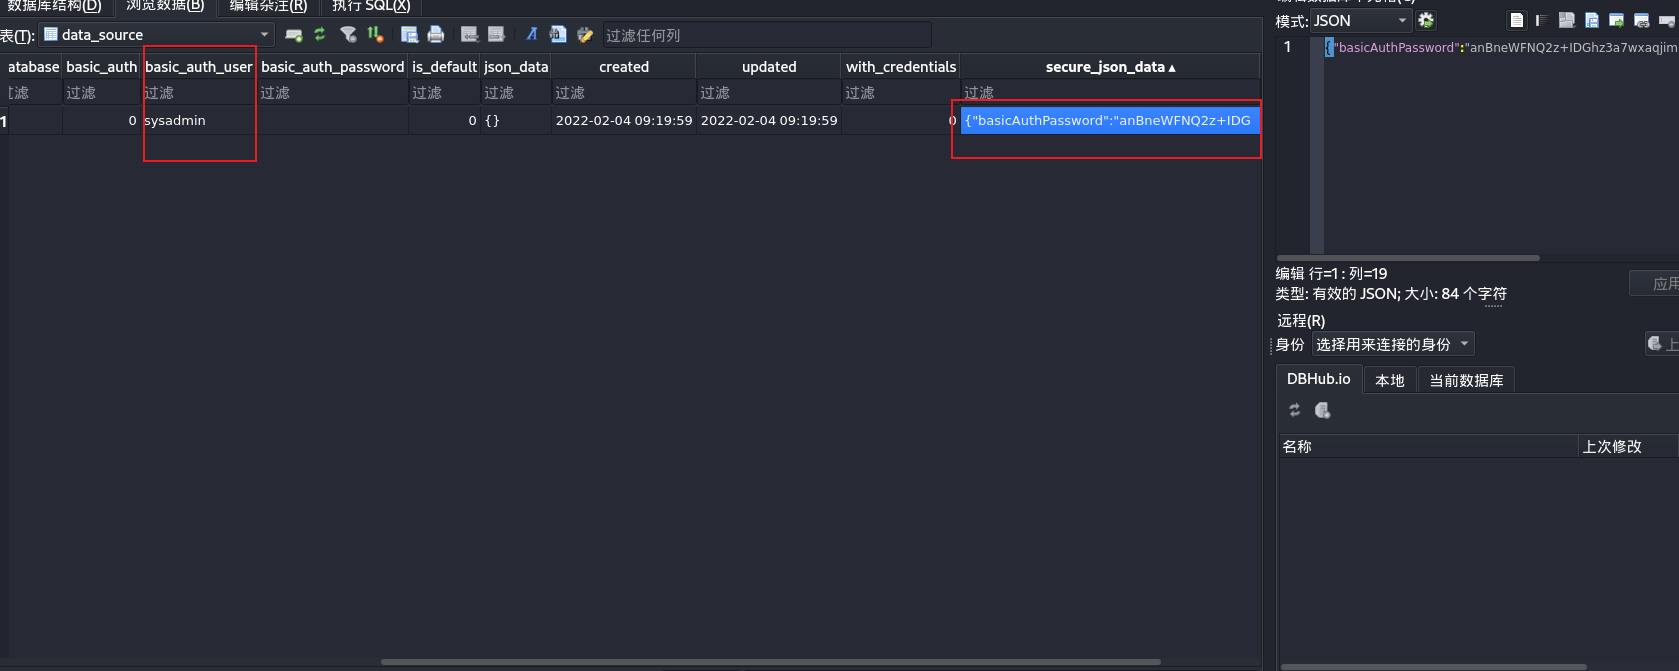 数据库结构(D) 浏览数据(B) 编辑杂注(R) 执行 SQL(X)
表(T): data_source 过滤任何列
atabase basic_auth basic_auth_user basic_auth_password is_default json_data created updated with_credentials secure_json_data
过滤 过滤 过滤 过滤 过滤 过滤 过滤 过滤 过滤 过滤
1 0 sysadmin 0 {} 2022-02-04 09:19:59 2022-02-04 09:19:59 0 {"basicAuthPassword":"anBneWFNQ2z+IDG
模式: JSON
1 {"basicAuthPassword":"anBneWFNQ2z+IDGhz3a7wxaqjim
编辑 行=1 : 列=19
类型: 有效的 JSON; 大小: 84 个字符
应用
远程(R)
身份 选择用来连接的身份 上
DBHub.io 本地 当前数据库
名称 上次修改